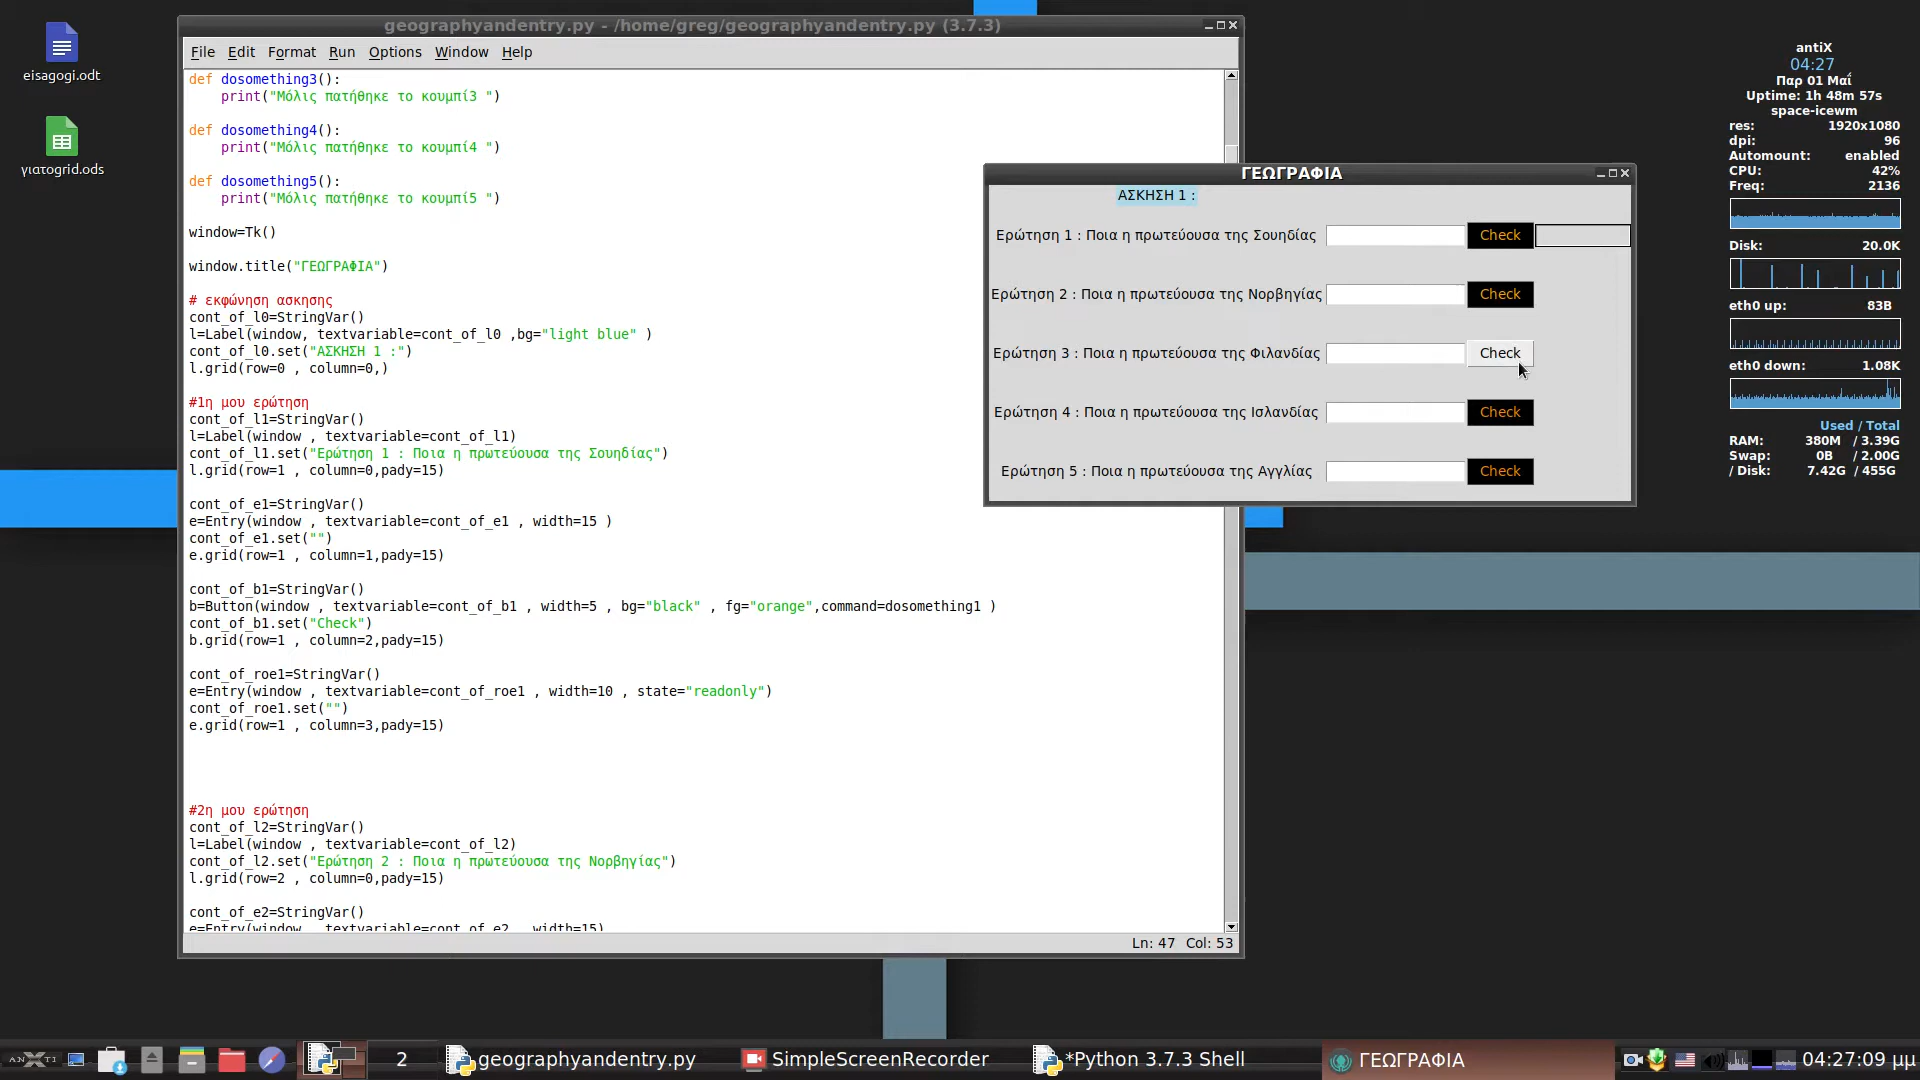 eisagogi.odt
γιατogrid.ods
geographyandentry.py - /home/greg/geographyandentry.py (3.7.3)
File Edit Format Run Options Window Help
def dosomething3():
    print("Μόλις πατήθηκε το κουμπί3 ")
def dosomething4():
    print("Μόλις πατήθηκε το κουμπί4 ")
def dosomething5():
    print("Μόλις πατήθηκε το κουμπί5 ")
window=Tk()
window.title("ΓΕΩΓΡΑΦΙΑ")
# εκφώνηση ασκησης
cont_of_l0=StringVar()
l=Label(window, textvariable=cont_of_l0 ,bg="light blue" )
cont_of_l0.set("ΑΣΚΗΣΗ 1 :")
l.grid(row=0 , column=0,)
#1η μου ερώτηση
cont_of_l1=StringVar()
l=Label(window , textvariable=cont_of_l1)
cont_of_l1.set("Ερώτηση 1 : Ποια η πρωτεύουσα της Σουηδίας")
l.grid(row=1 , column=0,pady=15)
cont_of_e1=StringVar()
e=Entry(window , textvariable=cont_of_e1 , width=15 )
cont_of_e1.set("")
e.grid(row=1 , column=1,pady=15)
cont_of_b1=StringVar()
b=Button(window , textvariable=cont_of_b1 , width=5 , bg="black" , fg="orange",command=dosomething1 )
cont_of_b1.set("Check")
b.grid(row=1 , column=2,pady=15)
cont_of_roe1=StringVar()
e=Entry(window , textvariable=cont_of_roe1 , width=10 , state="readonly")
cont_of_roe1.set("")
e.grid(row=1 , column=3,pady=15)
#2η μου ερώτηση
cont_of_l2=StringVar()
l=Label(window , textvariable=cont_of_l2)
cont_of_l2.set("Ερώτηση 2 : Ποια η πρωτεύουσα της Νορβηγίας")
l.grid(row=2 , column=0,pady=15)
cont_of_e2=StringVar()
e=Entry(window , textvariable=cont_of_e2 , width=15)
Ln: 47 Col: 53
ΓΕΩΓΡΑΦΙΑ
ΑΣΚΗΣΗ 1 :
Ερώτηση 1 : Ποια η πρωτεύουσα της Σουηδίας Check
Ερώτηση 2 : Ποια η πρωτεύουσα της Νορβηγίας Check
Ερώτηση 3 : Ποια η πρωτεύουσα της Φιλανδίας Check
Ερώτηση 4 : Ποια η πρωτεύουσα της Ισλανδίας Check
Ερώτηση 5 : Ποια η πρωτεύουσα της Αγγλίας Check
antiX
04:27
Παρ 01 Μαΐ
Uptime: 1h 48m 57s
space-icewm
res: 1920x1080
dpi: 96
Automount: enabled
CPU: 42%
Freq: 2136
Disk: 20.0K
eth0 up: 83B
eth0 down: 1.08K
Used / Total
RAM: 380M / 3.39G
Swap: 0B / 2.00G
/ Disk: 7.42G / 455G
2
geographyandentry.py
SimpleScreenRecorder
*Python 3.7.3 Shell
ΓΕΩΓΡΑΦΙΑ
04:27:09 μμ